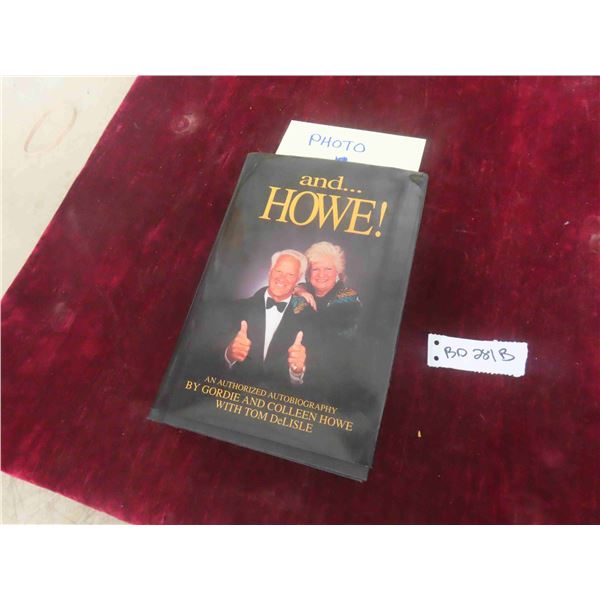 PHOTO
and...
HOWE!
AN AUTHORIZED AUTOBIOGRAPHY
BY GORDIE AND COLLEEN HOWE
WITH TOM DeLISLE
BD 281B